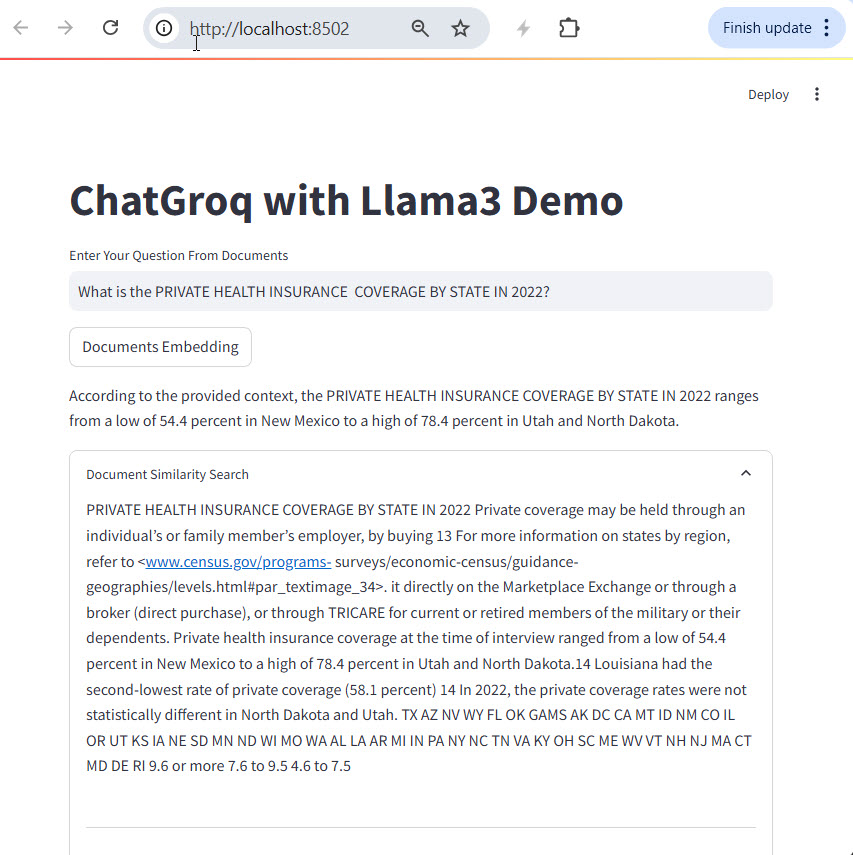 http://localhost:8502
Finish update
Deploy
ChatGroq with Llama3 Demo
Enter Your Question From Documents
What is the PRIVATE HEALTH INSURANCE  COVERAGE BY STATE IN 2022?
Documents Embedding
According to the provided context, the PRIVATE HEALTH INSURANCE COVERAGE BY STATE IN 2022 ranges
from a low of 54.4 percent in New Mexico to a high of 78.4 percent in Utah and North Dakota.
Document Similarity Search
PRIVATE HEALTH INSURANCE COVERAGE BY STATE IN 2022 Private coverage may be held through an
individual’s or family member’s employer, by buying 13 For more information on states by region,
refer to <www.census.gov/programs- surveys/economic-census/guidance-
geographies/levels.html#par_textimage_34>. it directly on the Marketplace Exchange or through a
broker (direct purchase), or through TRICARE for current or retired members of the military or their
dependents. Private health insurance coverage at the time of interview ranged from a low of 54.4
percent in New Mexico to a high of 78.4 percent in Utah and North Dakota.14 Louisiana had the
second-lowest rate of private coverage (58.1 percent) 14 In 2022, the private coverage rates were not
statistically different in North Dakota and Utah. TX AZ NV WY FL OK GAMS AK DC CA MT ID NM CO IL
OR UT KS IA NE SD MN ND WI MO WA AL LA AR MI IN PA NY NC TN VA KY OH SC ME WV VT NH NJ MA CT
MD DE RI 9.6 or more 7.6 to 9.5 4.6 to 7.5